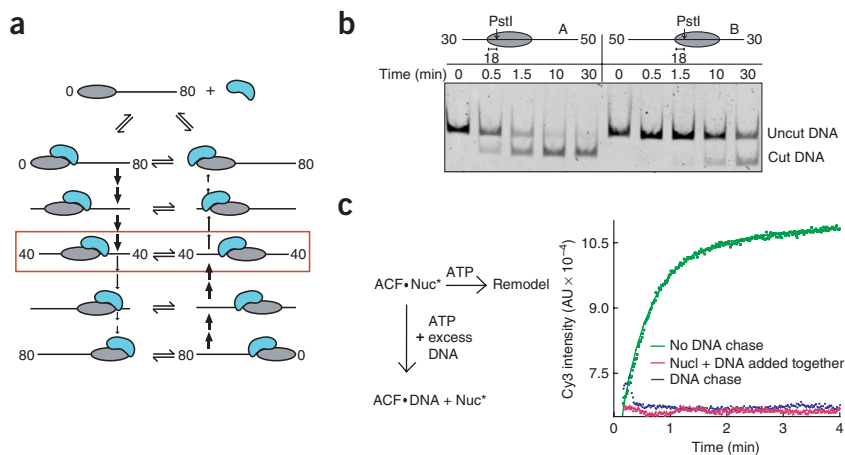 a
0 80 +
0 80 80
40 40 40 40
80 80 0
b
PstI A PstI B
30 50 50 30
18 18
Time (min) 0 0.5 1.5 10 30 0 0.5 1.5 10 30
Uncut DNA
Cut DNA
c
ACF•Nuc* ATP Remodel
ATP
+ excess
DNA
ACF•DNA + Nuc*
Cy3 intensity (AU × 10⁻⁴)
10.5
9.0
7.5
No DNA chase
Nucl + DNA added together
DNA chase
0 1 2 3 4
Time (min)